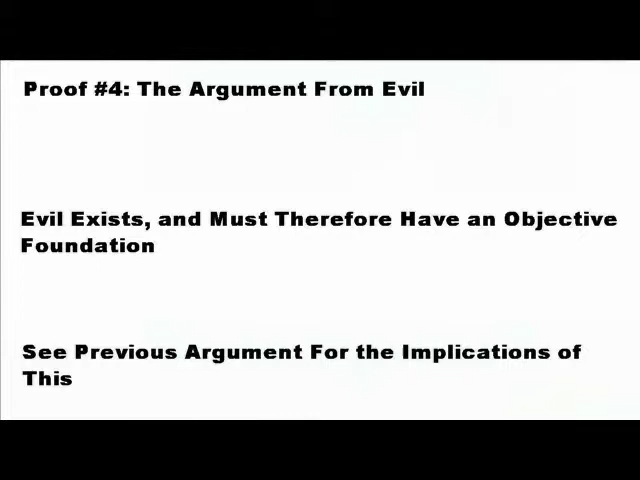 Proof #4: The Argument From Evil
Evil Exists, and Must Therefore Have an Objective
Foundation
See Previous Argument For the Implications of
This